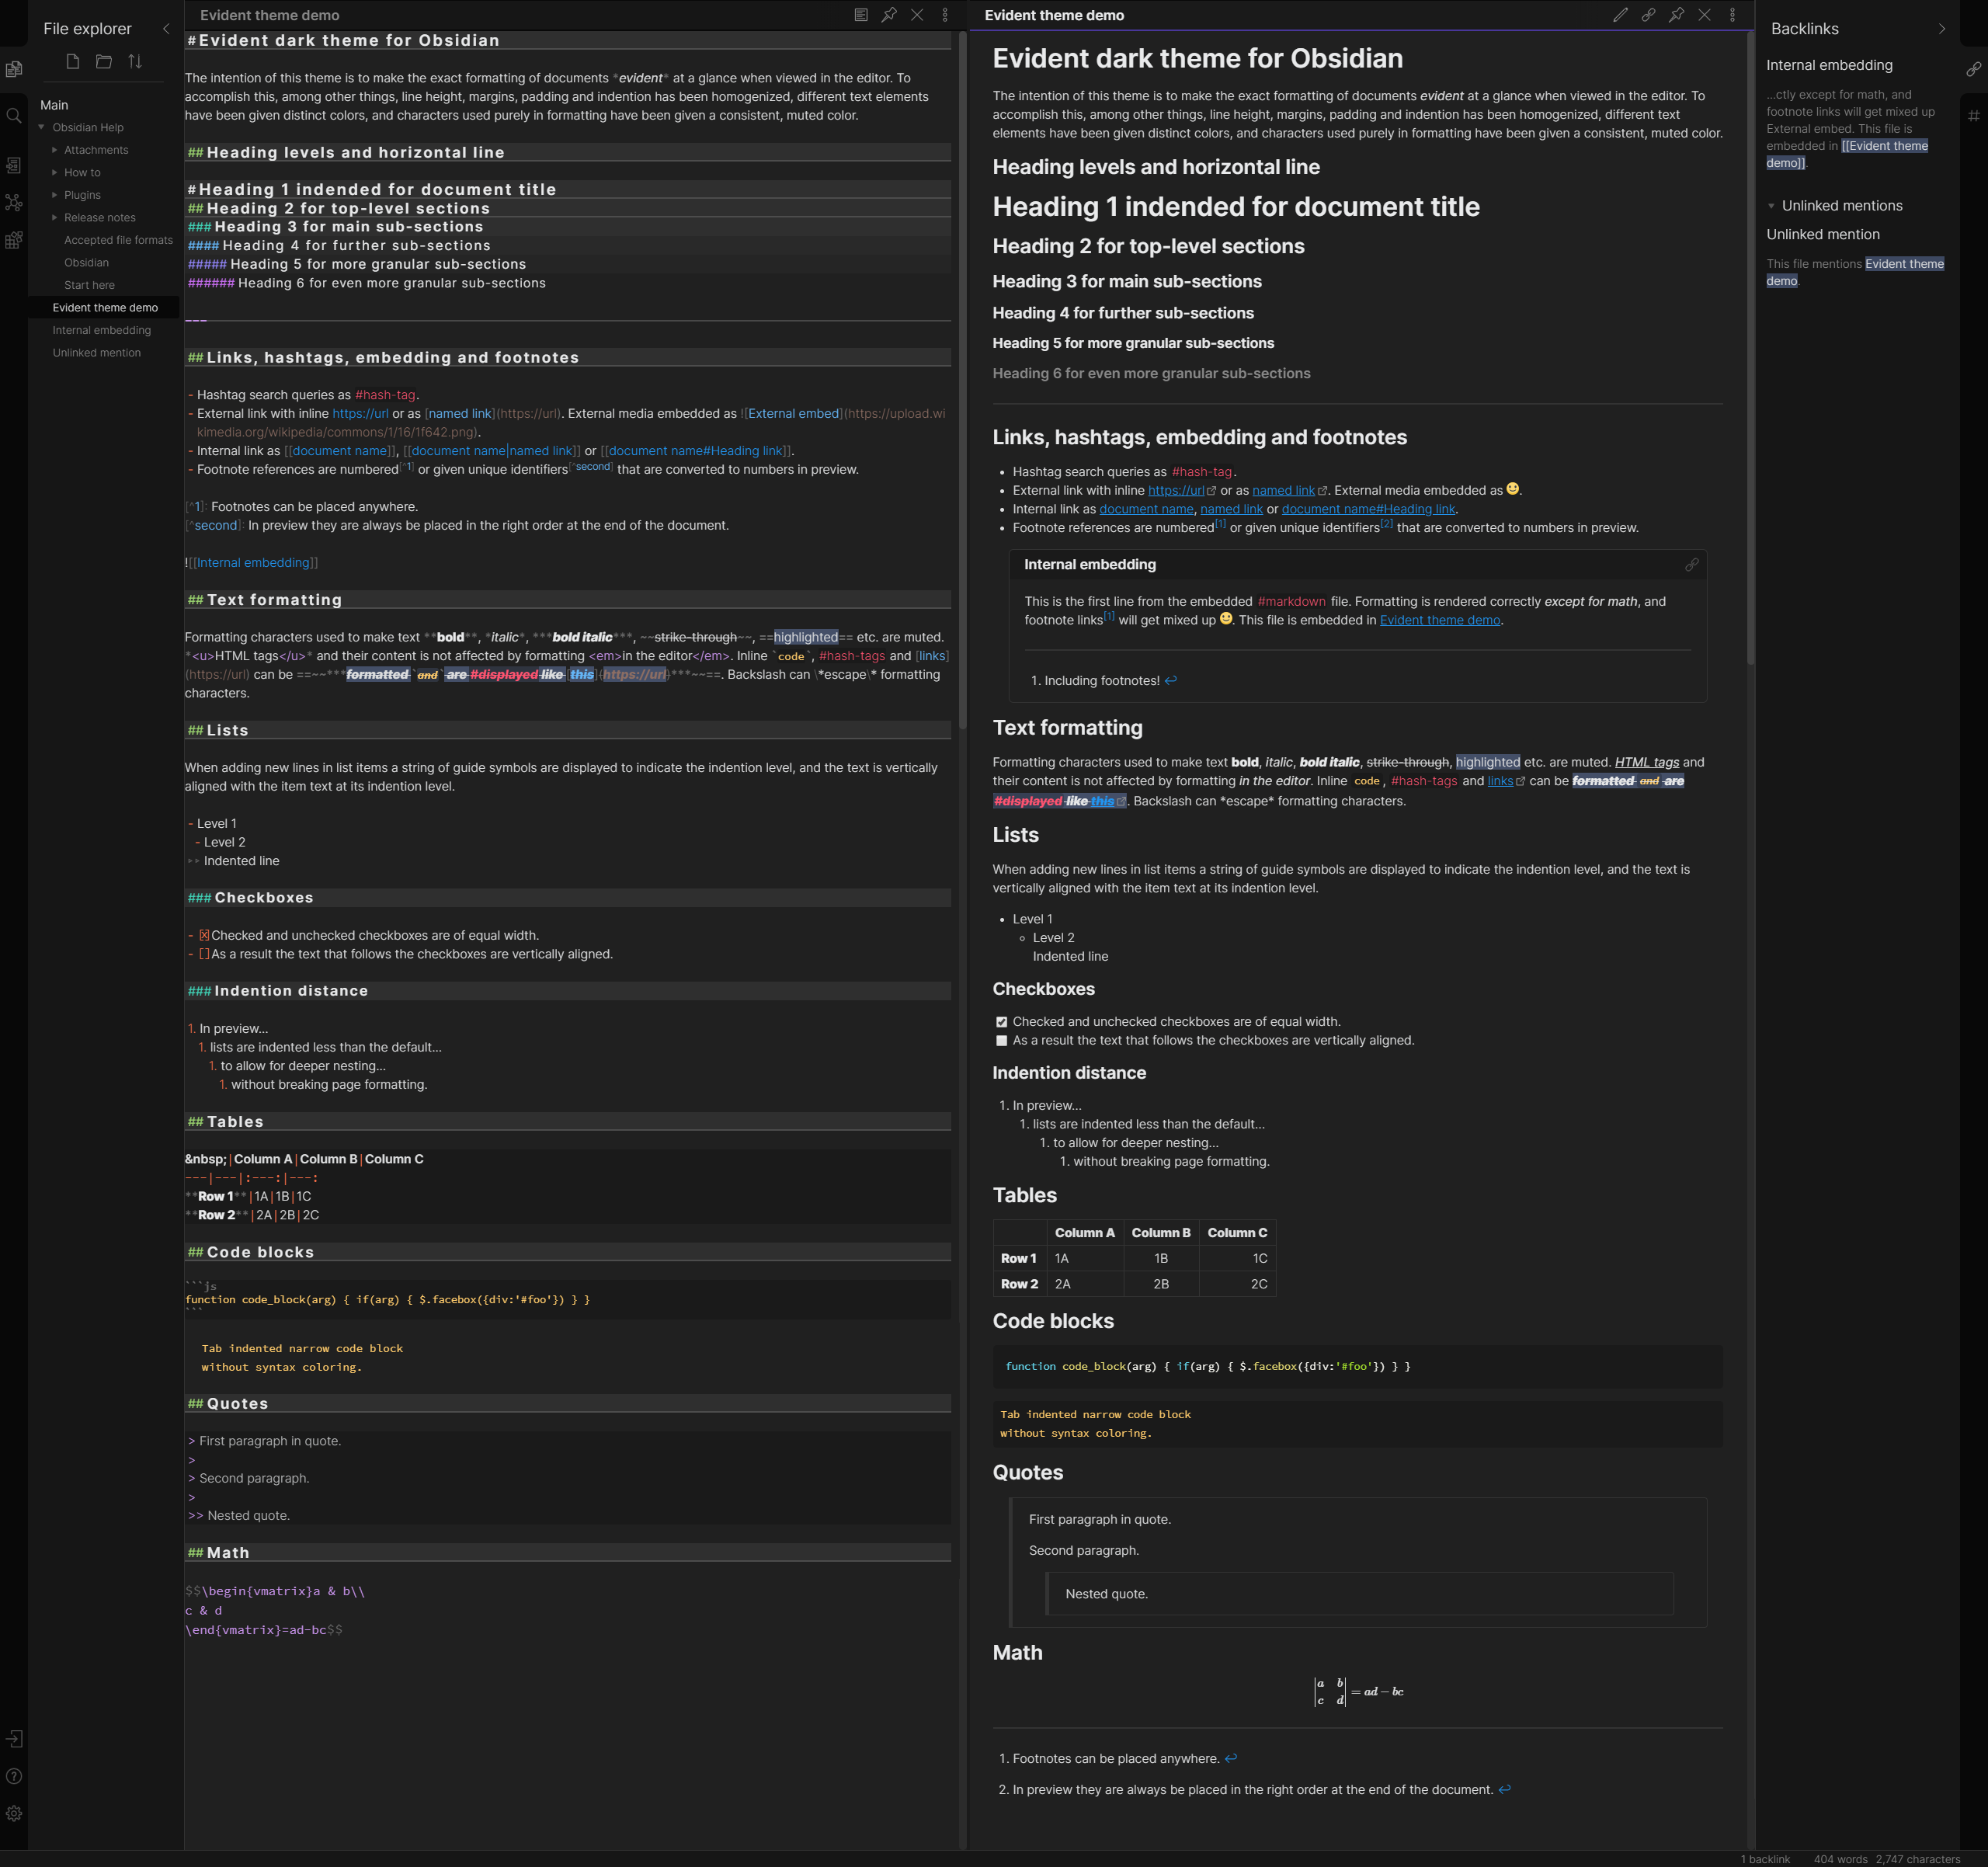 File explorer
Main
Obsidian Help
Attachments
How to
Plugins
Release notes
Accepted file formats
Obsidian
Start here
Evident theme demo
Internal embedding
Unlinked mention
Evident theme demo
#Evident dark theme for Obsidian
The intention of this theme is to make the exact formatting of documents *evident* at a glance when viewed in the editor. To
accomplish this, among other things, line height, margins, padding and indention has been homogenized, different text elements
have been given distinct colors, and characters used purely in formatting have been given a consistent, muted color.
##Heading levels and horizontal line
#Heading 1 indented for document title
##Heading 2 for top-level sections
###Heading 3 for main sub-sections
####Heading 4 for further sub-sections
##### Heading 5 for more granular sub-sections
###### Heading 6 for even more granular sub-sections
---
##Links, hashtags, embedding and footnotes
- Hashtag search queries as #hash-tag.
- External link with inline https://url or as [named link](https://url). External media embedded as ![External embed](https://upload.wi
kimedia.org/wikipedia/commons/1/16/1f642.png).
- Internal link as [[document name]], [[document name|named link]] or [[document name#Heading link]].
- Footnote references are numbered[^1] or given unique identifiers[^second] that are converted to numbers in preview.
[^1]: Footnotes can be placed anywhere.
[^second]: In preview they are always be placed in the right order at the end of the document.
![[Internal embedding]]
##Text formatting
Formatting characters used to make text **bold**, *italic*, ***bold italic***, ~~strike-through~~, ==highlighted== etc. are muted.
*<u>HTML tags</u>* and their content is not affected by formatting <em>in the editor</em>. Inline `code`, #hash-tags and [links]
(https://url) can be ==~~***formatted `and` are #displayed like [this](https://url)***~~==. Backslash can \*escape\* formatting
characters.
##Lists
When adding new lines in list items a string of guide symbols are displayed to indicate the indention level, and the text is vertically
aligned with the item text at its indention level.
- Level 1
- Level 2
Indented line
###Checkboxes
- [X]Checked and unchecked checkboxes are of equal width.
- [ ]As a result the text that follows the checkboxes are vertically aligned.
###Indention distance
1. In preview...
1. lists are indented less than the default...
1. to allow for deeper nesting...
1. without breaking page formatting.
##Tables
&nbsp;|Column A|Column B|Column C
---|---|:---:|---:
**Row 1**|1A|1B|1C
**Row 2**|2A|2B|2C
##Code blocks
```js
function code_block(arg) { if(arg) { $.facebox({div:'#foo'}) } }
```
Tab indented narrow code block
without syntax coloring.
##Quotes
> First paragraph in quote.
>
> Second paragraph.
>
>> Nested quote.
##Math
$$\begin{vmatrix}a & b\\
c & d
\end{vmatrix}=ad-bc$$
Evident theme demo
Evident dark theme for Obsidian
The intention of this theme is to make the exact formatting of documents evident at a glance when viewed in the editor. To
accomplish this, among other things, line height, margins, padding and indention has been homogenized, different text
elements have been given distinct colors, and characters used purely in formatting have been given a consistent, muted color.
Heading levels and horizontal line
Heading 1 indented for document title
Heading 2 for top-level sections
Heading 3 for main sub-sections
Heading 4 for further sub-sections
Heading 5 for more granular sub-sections
Heading 6 for even more granular sub-sections
Links, hashtags, embedding and footnotes
• Hashtag search queries as #hash-tag.
• External link with inline https://url or as named link. External media embedded as 🙂.
• Internal link as document name, named link or document name#Heading link.
• Footnote references are numbered[1] or given unique identifiers[2] that are converted to numbers in preview.
Internal embedding
This is the first line from the embedded #markdown file. Formatting is rendered correctly except for math, and
footnote links[1] will get mixed up 🙂. This file is embedded in Evident theme demo.
1. Including footnotes! ↩
Text formatting
Formatting characters used to make text bold, italic, bold italic, strike-through, highlighted etc. are muted. HTML tags and
their content is not affected by formatting in the editor. Inline code, #hash-tags and links can be formatted and are
#displayed like this. Backslash can *escape* formatting characters.
Lists
When adding new lines in list items a string of guide symbols are displayed to indicate the indention level, and the text is
vertically aligned with the item text at its indention level.
• Level 1
◦ Level 2
Indented line
Checkboxes
Checked and unchecked checkboxes are of equal width.
As a result the text that follows the checkboxes are vertically aligned.
Indention distance
1. In preview...
1. lists are indented less than the default...
1. to allow for deeper nesting...
1. without breaking page formatting.
Tables
Column A Column B Column C
Row 1 1A 1B 1C
Row 2 2A 2B 2C
Code blocks
function code_block(arg) { if(arg) { $.facebox({div:'#foo'}) } }
Tab indented narrow code block
without syntax coloring.
Quotes
First paragraph in quote.
Second paragraph.
Nested quote.
Math
|a b|
|c d| = ad − bc
1. Footnotes can be placed anywhere. ↩
2. In preview they are always be placed in the right order at the end of the document. ↩
Backlinks
Internal embedding
...ctly except for math, and
footnote links will get mixed up
External embed. This file is
embedded in [[Evident theme
demo]].
Unlinked mentions
Unlinked mention
This file mentions Evident theme
demo.
1 backlink 404 words 2,747 characters